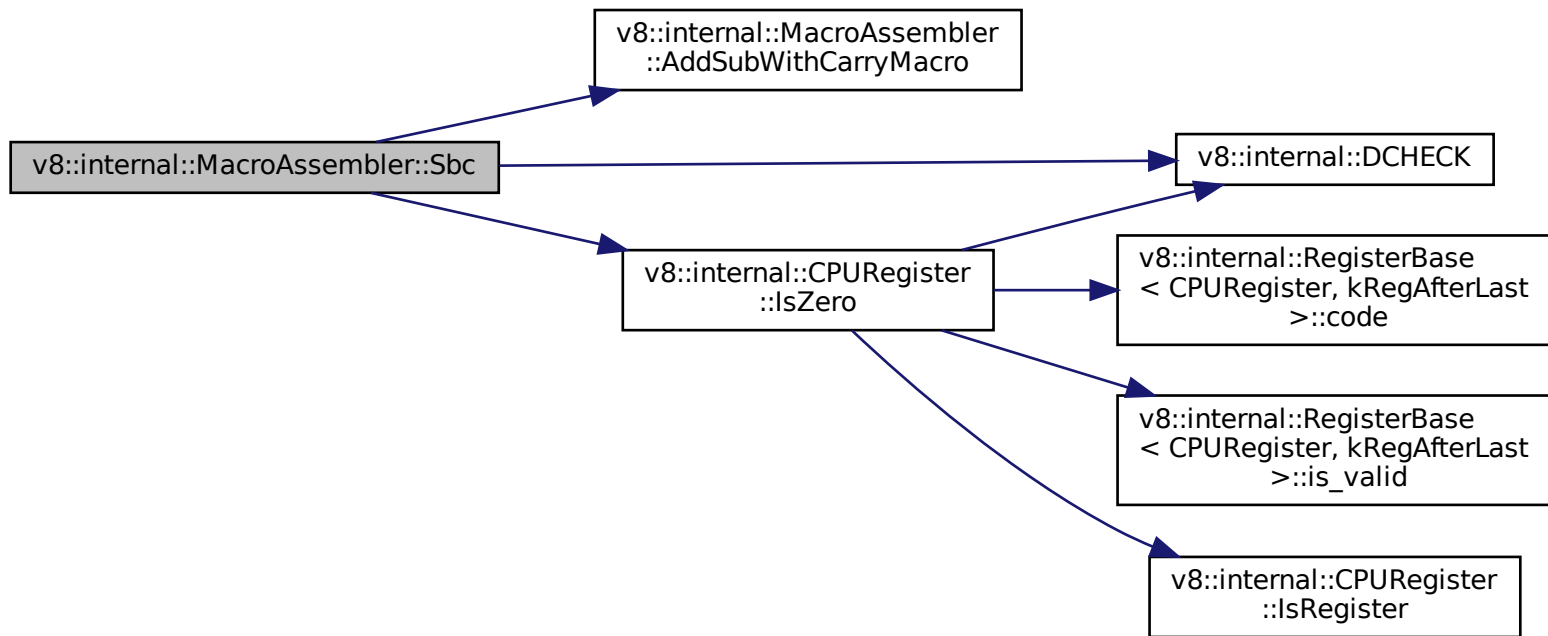 v8::internal::MacroAssembler
::AddSubWithCarryMacro
v8::internal::MacroAssembler::Sbc
v8::internal::DCHECK
v8::internal::CPURegister
::IsZero
v8::internal::RegisterBase
< CPURegister, kRegAfterLast
>::code
v8::internal::RegisterBase
< CPURegister, kRegAfterLast
>::is_valid
v8::internal::CPURegister
::IsRegister